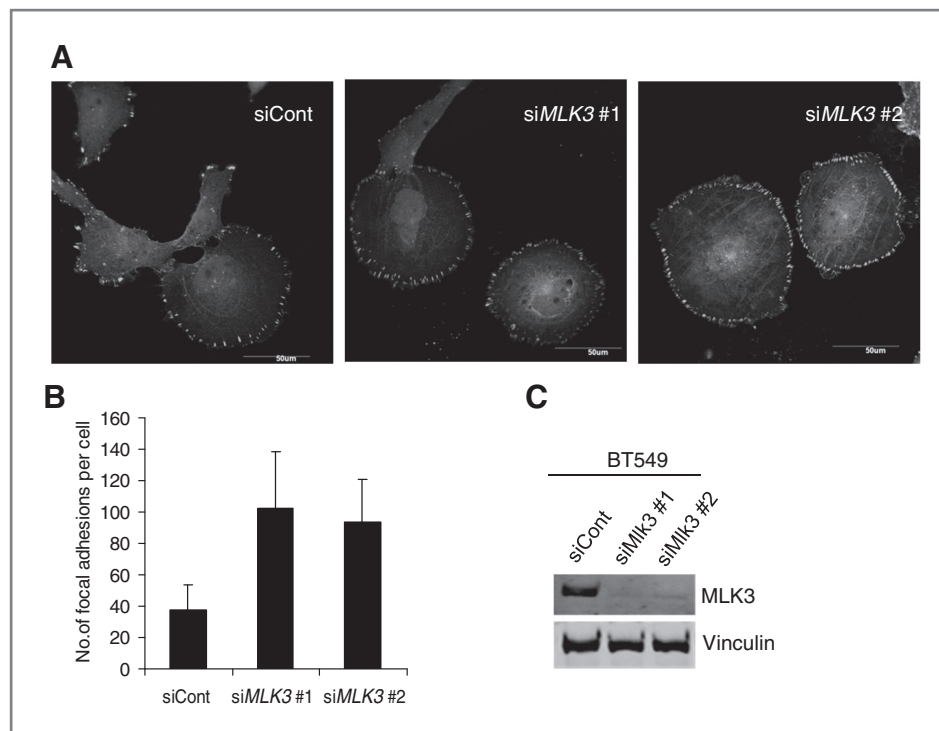 A
siCont
siMLK3 #1
siMLK3 #2
50um
50um
50um
B
No.of focal adhesions per cell
160
140
120
100
80
60
40
20
0
siCont
siMLK3 #1
siMLK3 #2
C
BT549
siCont
siMlk3 #1
siMlk3 #2
MLK3
Vinculin